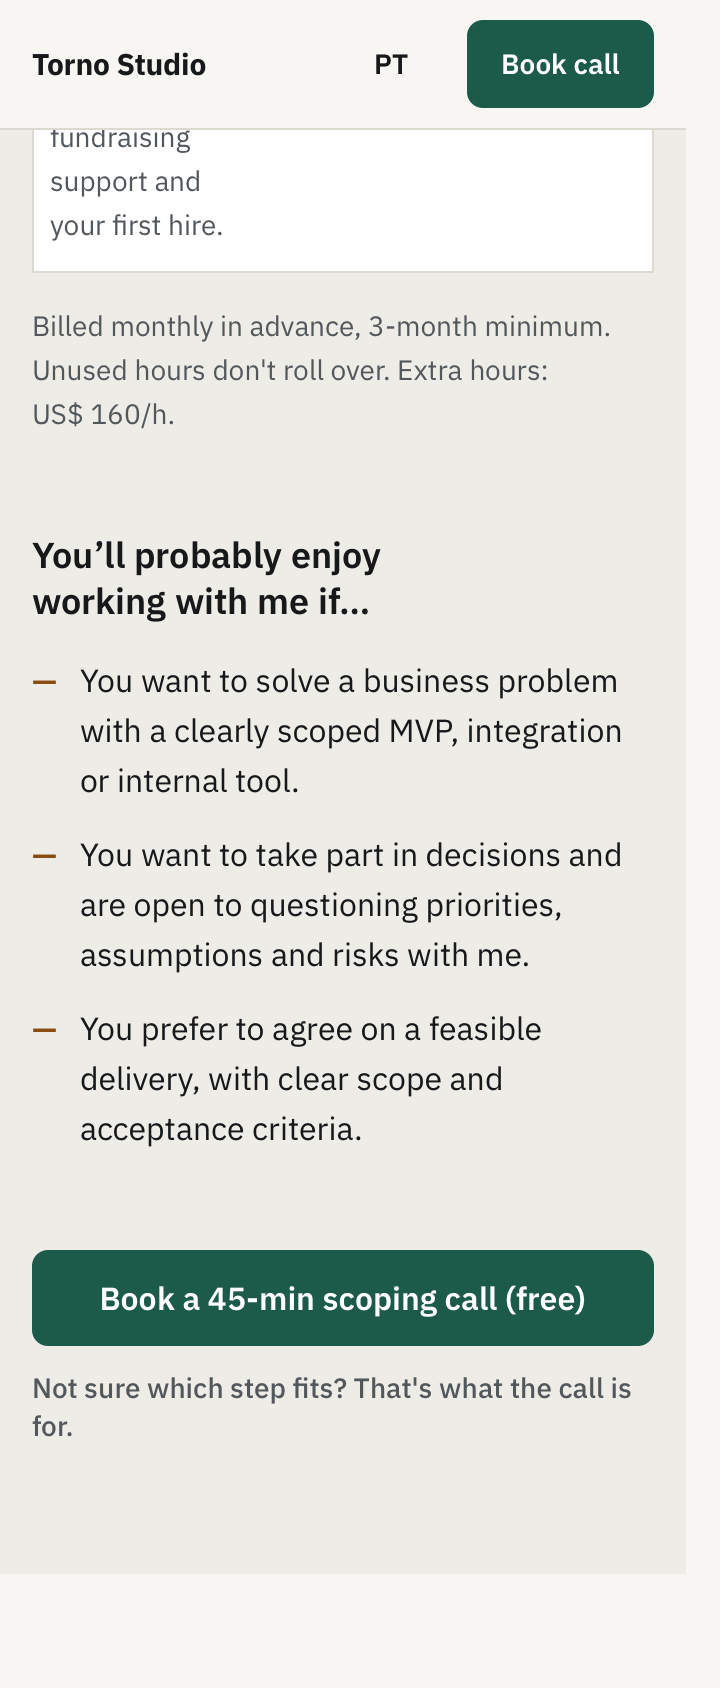 Torno Studio PT Book call
fundraising
support and
your first hire.
Billed monthly in advance, 3-month minimum.
Unused hours don't roll over. Extra hours:
US$ 160/h.
You’ll probably enjoy
working with me if…
— You want to solve a business problem
with a clearly scoped MVP, integration
or internal tool.
— You want to take part in decisions and
are open to questioning priorities,
assumptions and risks with me.
— You prefer to agree on a feasible
delivery, with clear scope and
acceptance criteria.
Book a 45-min scoping call (free)
Not sure which step fits? That's what the call is
for.